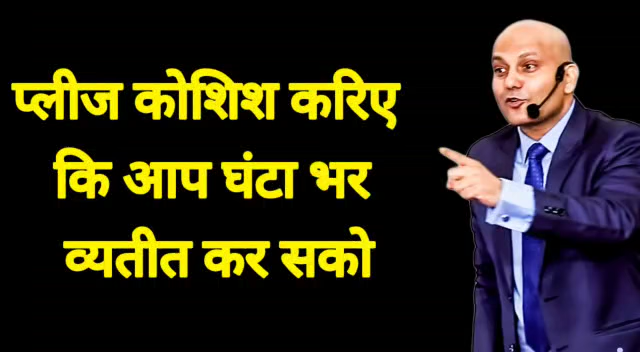 प्लीज कोशिश करिए
कि आप घंटा भर
व्यतीत कर सको